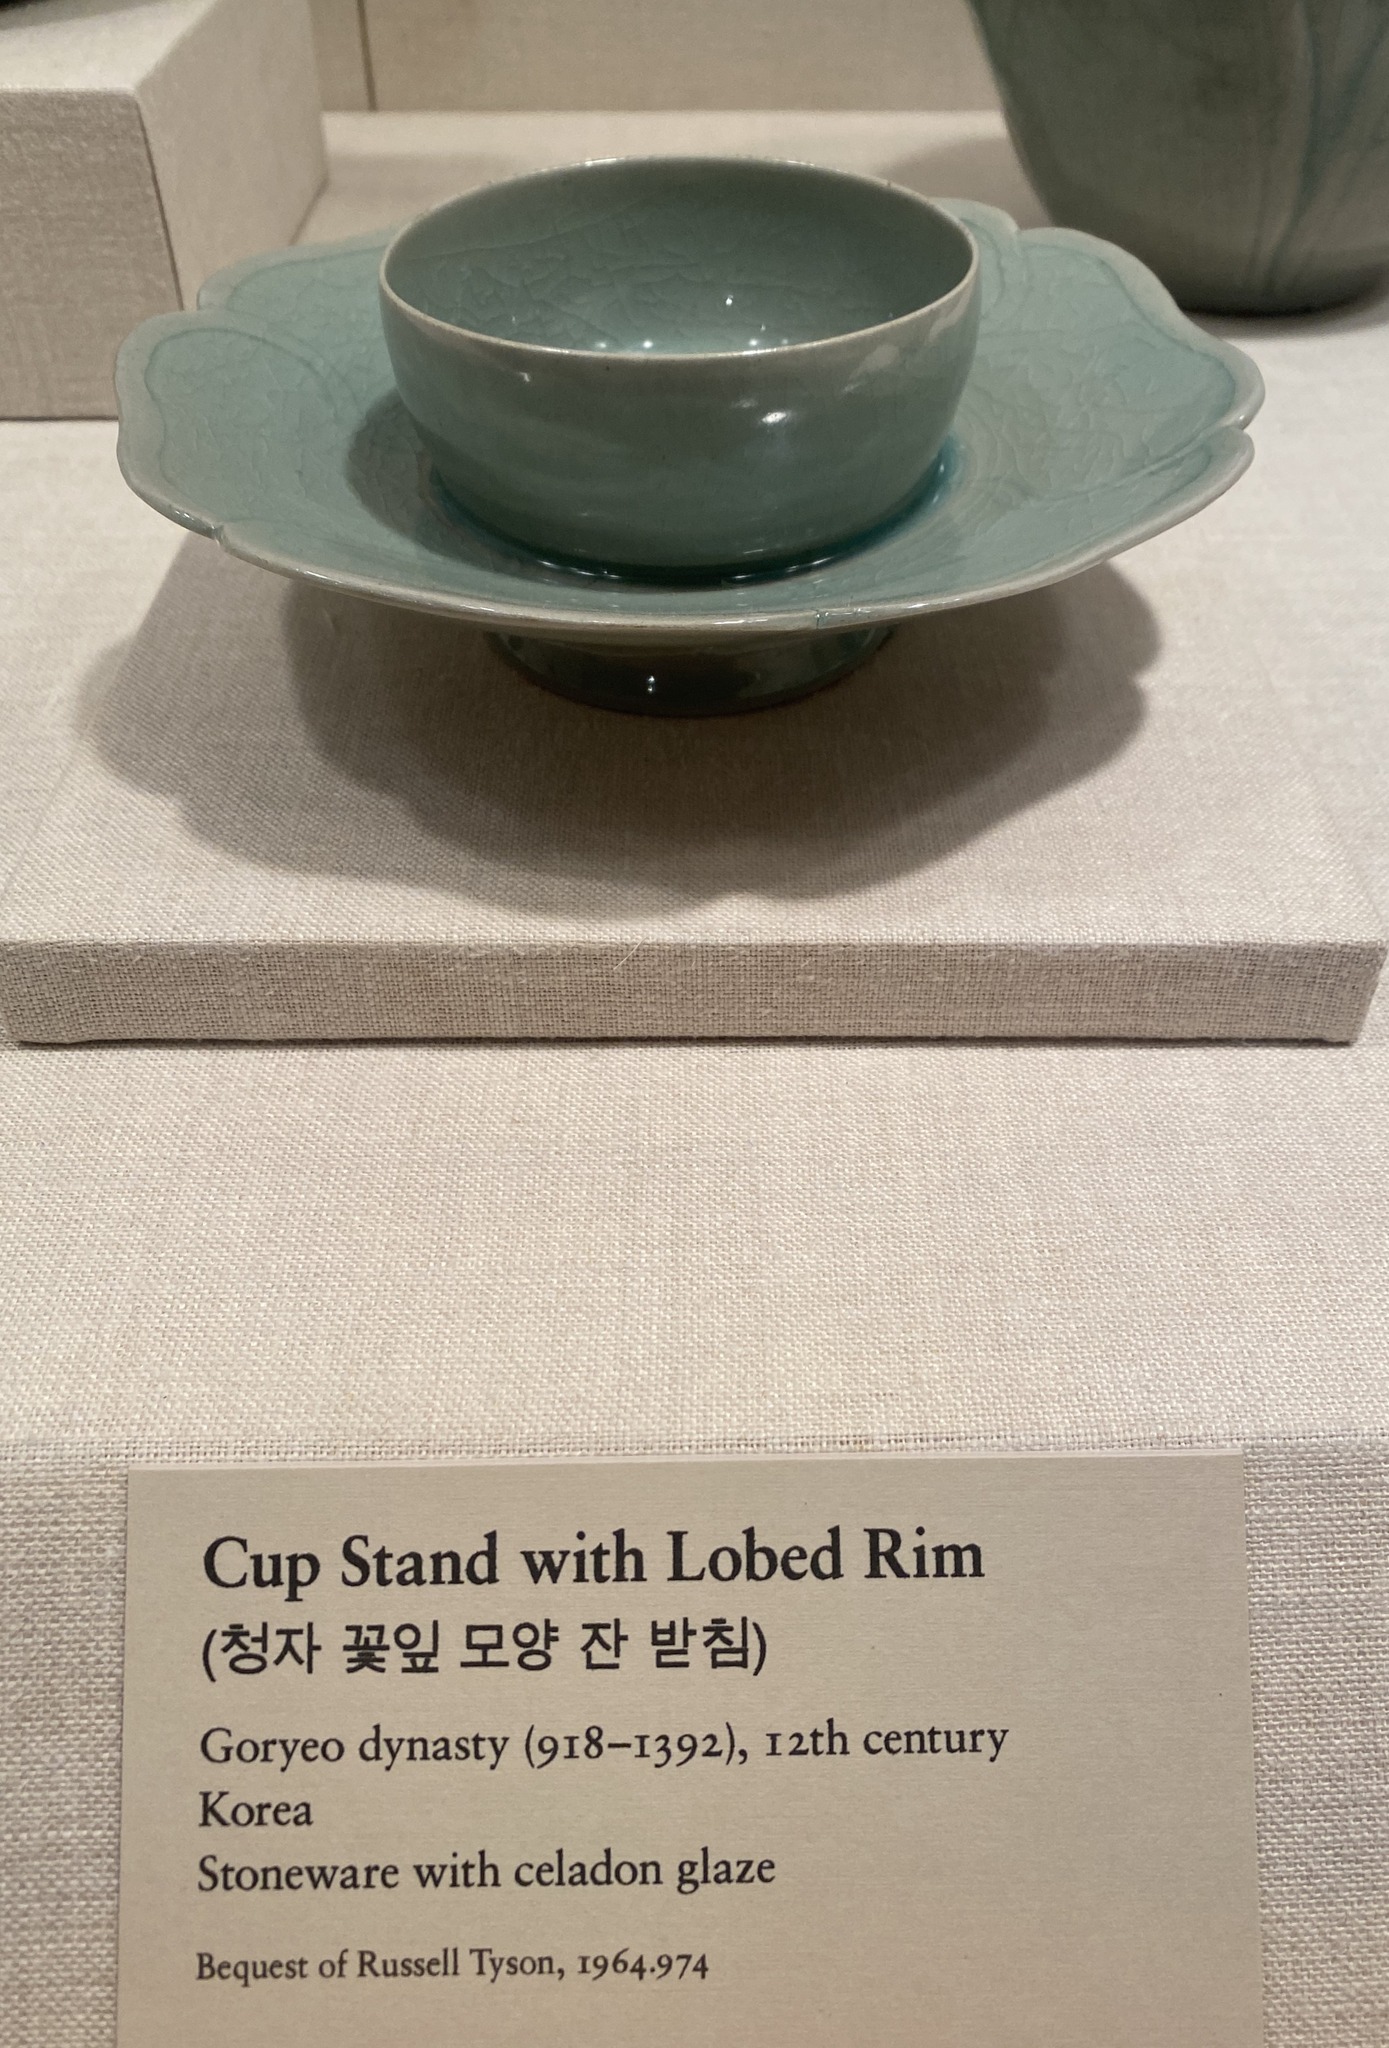 Cup Stand with Lobed Rim
(청자 꽃잎 모양 잔 받침)
Goryeo dynasty (918–1392), 12th century
Korea
Stoneware with celadon glaze
Bequest of Russell Tyson, 1964.974